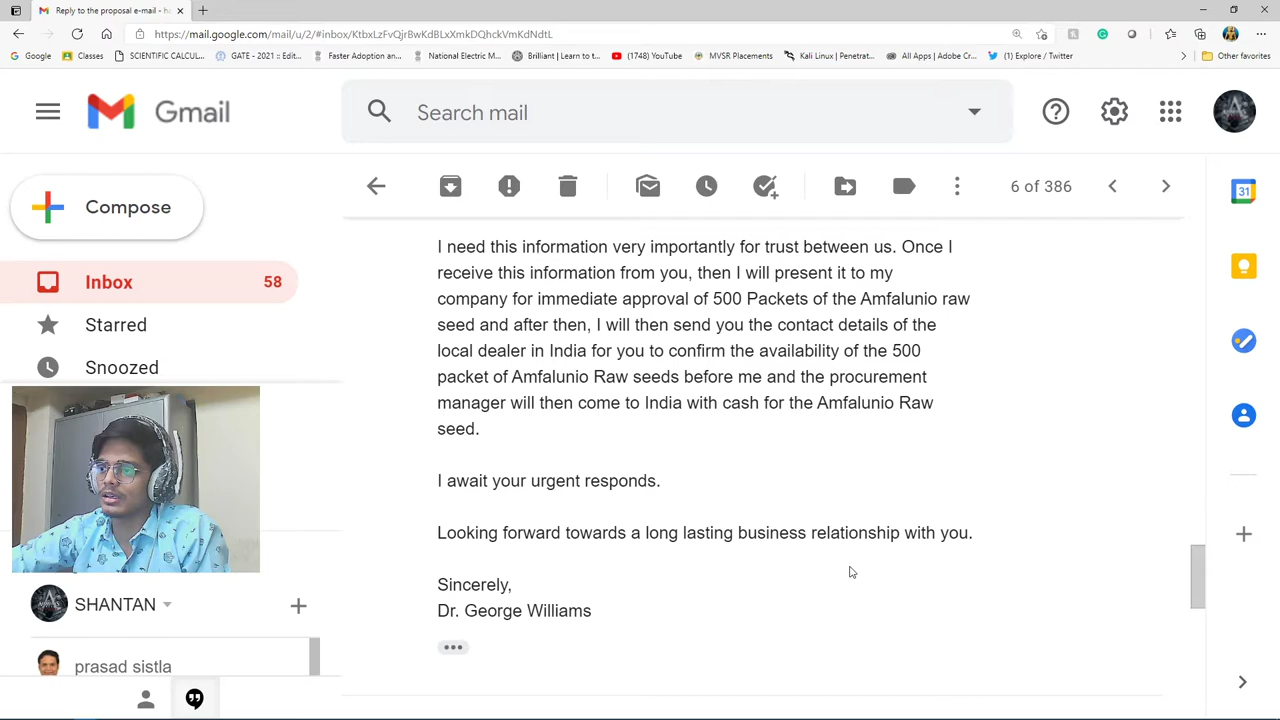 Reply to the proposal e-mail - ha
https://mail.google.com/mail/u/2/#inbox/KtbxLzFvQjrBwKdBLxXmkDQhckVmKdNdtL
Google
Classes
SCIENTIFIC CALCUL...
GATE - 2021 :: Edit...
Faster Adoption an...
National Electric M...
Brilliant | Learn to t...
(1748) YouTube
MVSR Placements
Kali Linux | Penetrat...
All Apps | Adobe Cr...
(1) Explore / Twitter
Other favorites
Gmail
Search mail
Compose
6 of 386
31
Inbox 58
Starred
Snoozed
I need this information very importantly for trust between us. Once I
receive this information from you, then I will present it to my
company for immediate approval of 500 Packets of the Amfalunio raw
seed and after then, I will then send you the contact details of the
local dealer in India for you to confirm the availability of the 500
packet of Amfalunio Raw seeds before me and the procurement
manager will then come to India with cash for the Amfalunio Raw
seed.
I await your urgent responds.
Looking forward towards a long lasting business relationship with you.
Sincerely,
Dr. George Williams
SHANTAN
prasad sistla